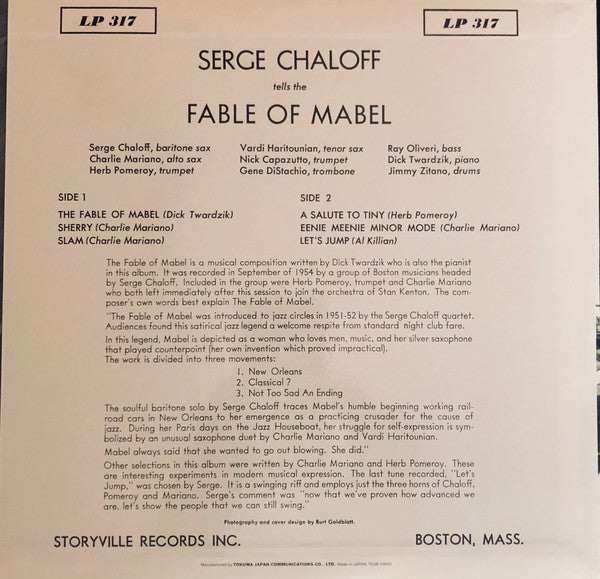 LP 317 LP 317
SERGE CHALOFF
tells the
FABLE OF MABEL
Serge Chaloff, baritone sax Vardi Haritounian, tenor sax Ray Oliveri, bass
Charlie Mariano, alto sax Nick Capazutto, trumpet Dick Twardzik, piano
Herb Pomeroy, trumpet Gene DiStachio, trombone Jimmy Zitano, drums
SIDE 1 SIDE 2
THE FABLE OF MABEL (Dick Twardzik) A SALUTE TO TINY (Herb Pomeroy)
SHERRY (Charlie Mariano) EENIE MEENIE MINOR MODE (Charlie Mariano)
SLAM (Charlie Mariano) LET'S JUMP (Al Killian)
The Fable of Mabel is a musical composition written by Dick Twardzik who is also the pianist
in this album. It was recorded in September of 1954 by a group of Boston musicians headed
by Serge Chaloff. Included in the group were Herb Pomeroy, trumpet and Charlie Mariano
who both left immediately after this session to join the orchestra of Stan Kenton. The com-
poser's own words best explain The Fable of Mabel.
"The Fable of Mabel was introduced to jazz circles in 1951-52 by the Serge Chaloff quartet.
Audiences found this satirical jazz legend a welcome respite from standard night club fare.
In this legend, Mabel is depicted as a woman who loves men, music, and her silver saxophone
that played counterpoint (her own invention which proved impractical).
The work is divided into three movements:
1. New Orleans
2. Classical ?
3. Not Too Sad An Ending
The soulful baritone solo by Serge Chaloff traces Mabel's humble beginning working rail-
road cars in New Orleans to her emergence as a practicing crusader for the cause of
jazz. During her Paris days on the Jazz Houseboat, her struggle for self-expression is sym-
bolized by an unusual saxophone duet by Charlie Mariano and Vardi Haritounian.
Mabel always said that she wanted to go out blowing. She did."
Other selections in this album were written by Charlie Mariano and Herb Pomeroy. These
are interesting experiments in modern musical expression. The last tune recorded, "Let's
Jump," was chosen by Serge. It is a swinging riff and employs just the three horns of Chaloff,
Pomeroy and Mariano. Serge's comment was "now that we've proven how advanced we
are, let's show the people that we can still swing."
Photography and cover design by Burt Goldblatt.
STORYVILLE RECORDS INC. BOSTON, MASS.
Manufactured by TOKUMA JAPAN COMMUNICATIONS CO., LTD. Made in JAPAN